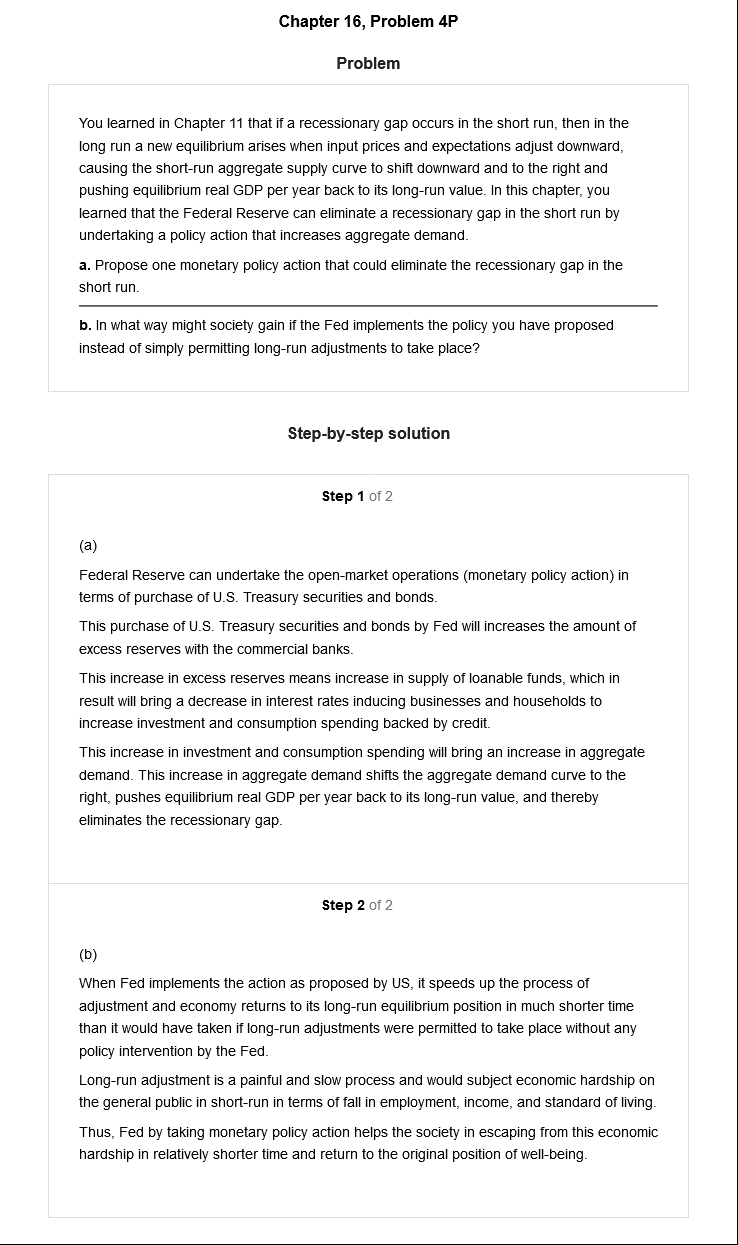 Chapter 16, Problem 4P
Problem
You learned in Chapter 11 that if a recessionary gap occurs in the short run, then in the
long run a new equilibrium arises when input prices and expectations adjust downward,
causing the short-run aggregate supply curve to shift downward and to the right and
pushing equilibrium real GDP per year back to its long-run value. In this chapter, you
learned that the Federal Reserve can eliminate a recessionary gap in the short run by
undertaking a policy action that increases aggregate demand.
a. Propose one monetary policy action that could eliminate the recessionary gap in the
short run.
b. In what way might society gain if the Fed implements the policy you have proposed
instead of simply permitting long-run adjustments to take place?
Step-by-step solution
Step 1 of 2
(a)
Federal Reserve can undertake the open-market operations (monetary policy action) in
terms of purchase of U.S. Treasury securities and bonds.
This purchase of U.S. Treasury securities and bonds by Fed will increases the amount of
excess reserves with the commercial banks.
This increase in excess reserves means increase in supply of loanable funds, which in
result will bring a decrease in interest rates inducing businesses and households to
increase investment and consumption spending backed by credit.
This increase in investment and consumption spending will bring an increase in aggregate
demand. This increase in aggregate demand shifts the aggregate demand curve to the
right, pushes equilibrium real GDP per year back to its long-run value, and thereby
eliminates the recessionary gap.
Step 2 of 2
(b)
When Fed implements the action as proposed by US, it speeds up the process of
adjustment and economy returns to its long-run equilibrium position in much shorter time
than it would have taken if long-run adjustments were permitted to take place without any
policy intervention by the Fed.
Long-run adjustment is a painful and slow process and would subject economic hardship on
the general public in short-run in terms of fall in employment, income, and standard of living.
Thus, Fed by taking monetary policy action helps the society in escaping from this economic
hardship in relatively shorter time and return to the original position of well-being.